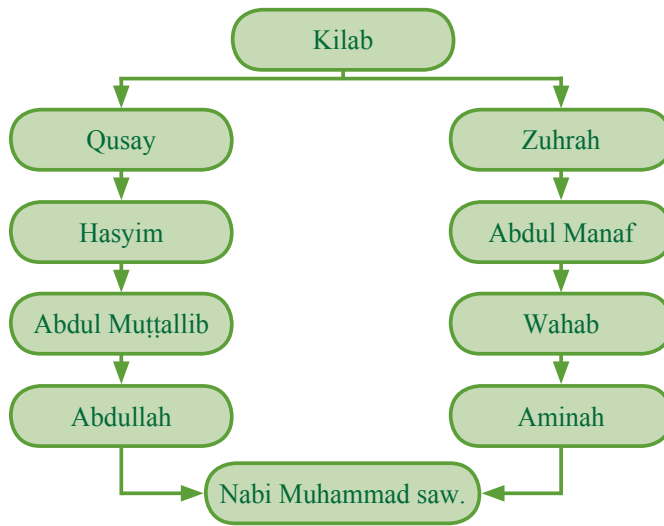 Kilab
Qusay
Zuhrah
Hasyim
Abdul Manaf
Abdul Muṭṭallib
Wahab
Abdullah
Aminah
Nabi Muhammad saw.